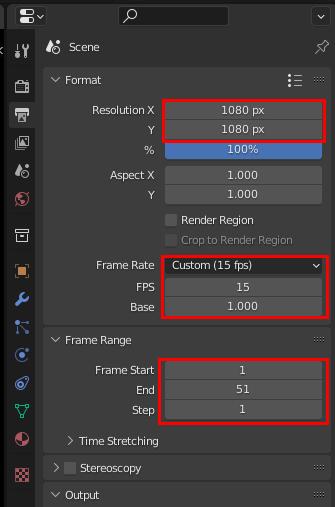 Scene
Format
Resolution X 1080 px
Y 1080 px
% 100%
Aspect X 1.000
Y 1.000
Render Region
Crop to Render Region
Frame Rate Custom (15 fps)
FPS 15
Base 1.000
Frame Range
Frame Start 1
End 51
Step 1
Time Stretching
Stereoscopy
Output